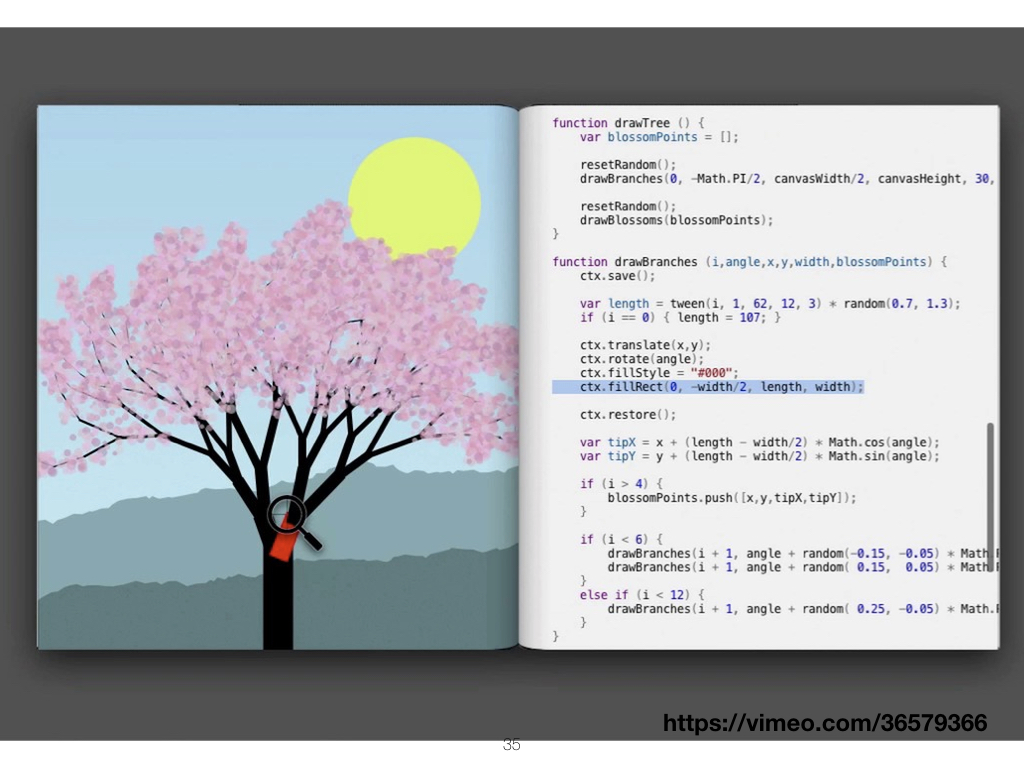 function drawTree () {
var blossomPoints = [];
resetRandom();
drawBranches(0, -Math.PI/2, canvasWidth/2, canvasHeight, 30,
resetRandom();
drawBlossoms(blossomPoints);
}
function drawBranches (i,angle,x,y,width,blossomPoints) {
ctx.save();
var length = tween(i, 1, 62, 12, 3) * random(0.7, 1.3);
if (i == 0) { length = 107; }
ctx.translate(x,y);
ctx.rotate(angle);
ctx.fillStyle = "#000";
ctx.fillRect(0, -width/2, length, width);
ctx.restore();
var tipX = x + (length - width/2) * Math.cos(angle);
var tipY = y + (length - width/2) * Math.sin(angle);
if (i > 4) {
blossomPoints.push([x,y,tipX,tipY]);
}
if (i < 6) {
drawBranches(i + 1, angle + random(-0.15, -0.05) * Math.
drawBranches(i + 1, angle + random( 0.15,  0.05) * Math.
}
else if (i < 12) {
drawBranches(i + 1, angle + random( 0.25, -0.05) * Math.
}
}
https://vimeo.com/36579366
35